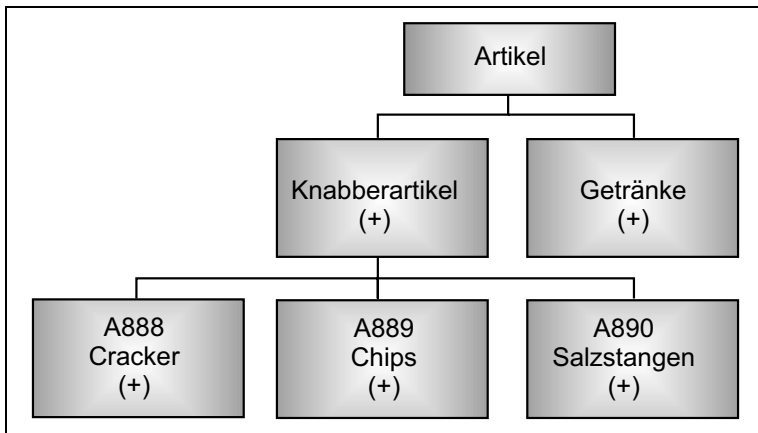 Artikel
Knabberartikel
(+)
Getränke
(+)
A888
Cracker
(+)
A889
Chips
(+)
A890
Salzstangen
(+)